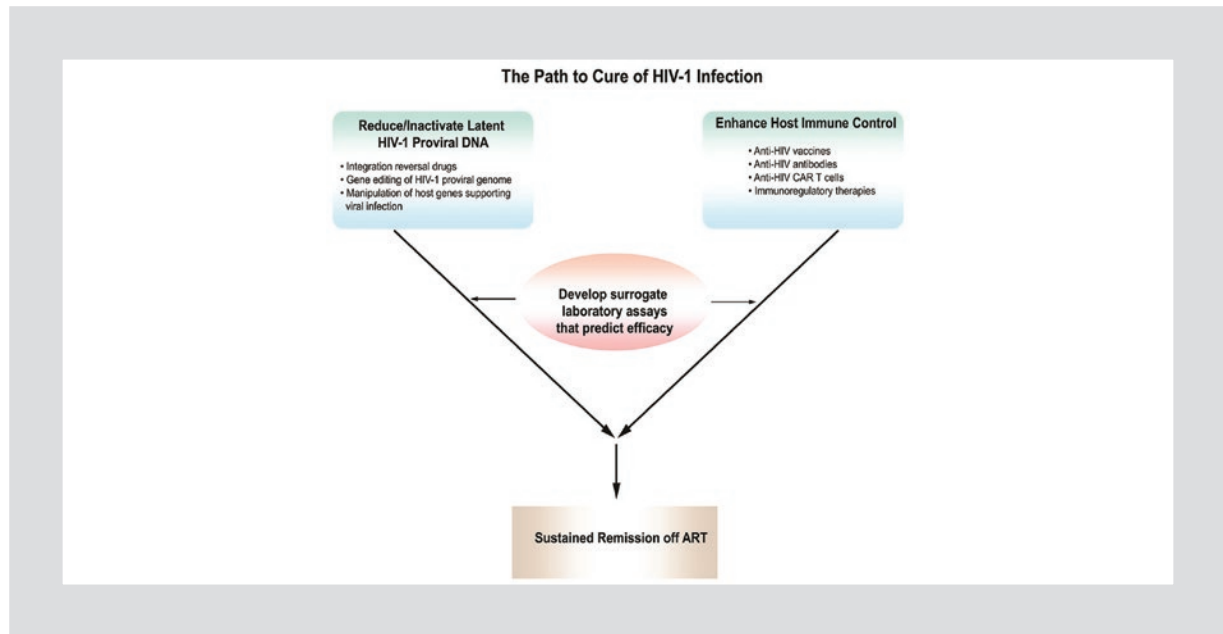 The Path to Cure of HIV-1 Infection
Reduce/Inactivate Latent
HIV-1 Proviral DNA
• Integration reversal drugs
• Gene editing of HIV-1 proviral genome
• Manipulation of host genes supporting
viral infection
Enhance Host Immune Control
• Anti-HIV vaccines
• Anti-HIV antibodies
• Anti-HIV CAR T cells
• Immunoregulatory therapies
Develop surrogate
laboratory assays
that predict efficacy
Sustained Remission off ART